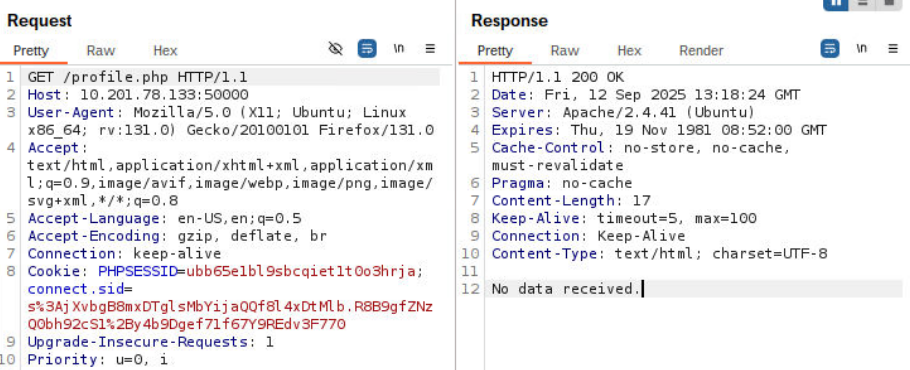 Request
Pretty Raw Hex \n
1 GET /profile.php HTTP/1.1
2 Host: 10.201.78.133:50000
3 User-Agent: Mozilla/5.0 (X11; Ubuntu; Linux
x86_64; rv:131.0) Gecko/20100101 Firefox/131.0
4 Accept:
text/html,application/xhtml+xml,application/xm
l;q=0.9,image/avif,image/webp,image/png,image/
svg+xml,*/*;q=0.8
5 Accept-Language: en-US,en;q=0.5
6 Accept-Encoding: gzip, deflate, br
7 Connection: keep-alive
8 Cookie: PHPSESSID=ubb65e1bl9sbcqiet1t0o3hrja;
connect.sid=
s%3AjXvbgB8mxDTglsMbYijaQQf8l4xDtMlb.R8B9gfZNz
Q0bh92cS1%2By4b9Dgef71f67Y9REdv3F770
9 Upgrade-Insecure-Requests: 1
10 Priority: u=0, i
Response
Pretty Raw Hex Render \n
1 HTTP/1.1 200 OK
2 Date: Fri, 12 Sep 2025 13:18:24 GMT
3 Server: Apache/2.4.41 (Ubuntu)
4 Expires: Thu, 19 Nov 1981 08:52:00 GMT
5 Cache-Control: no-store, no-cache,
must-revalidate
6 Pragma: no-cache
7 Content-Length: 17
8 Keep-Alive: timeout=5, max=100
9 Connection: Keep-Alive
10 Content-Type: text/html; charset=UTF-8
11
12 No data received.